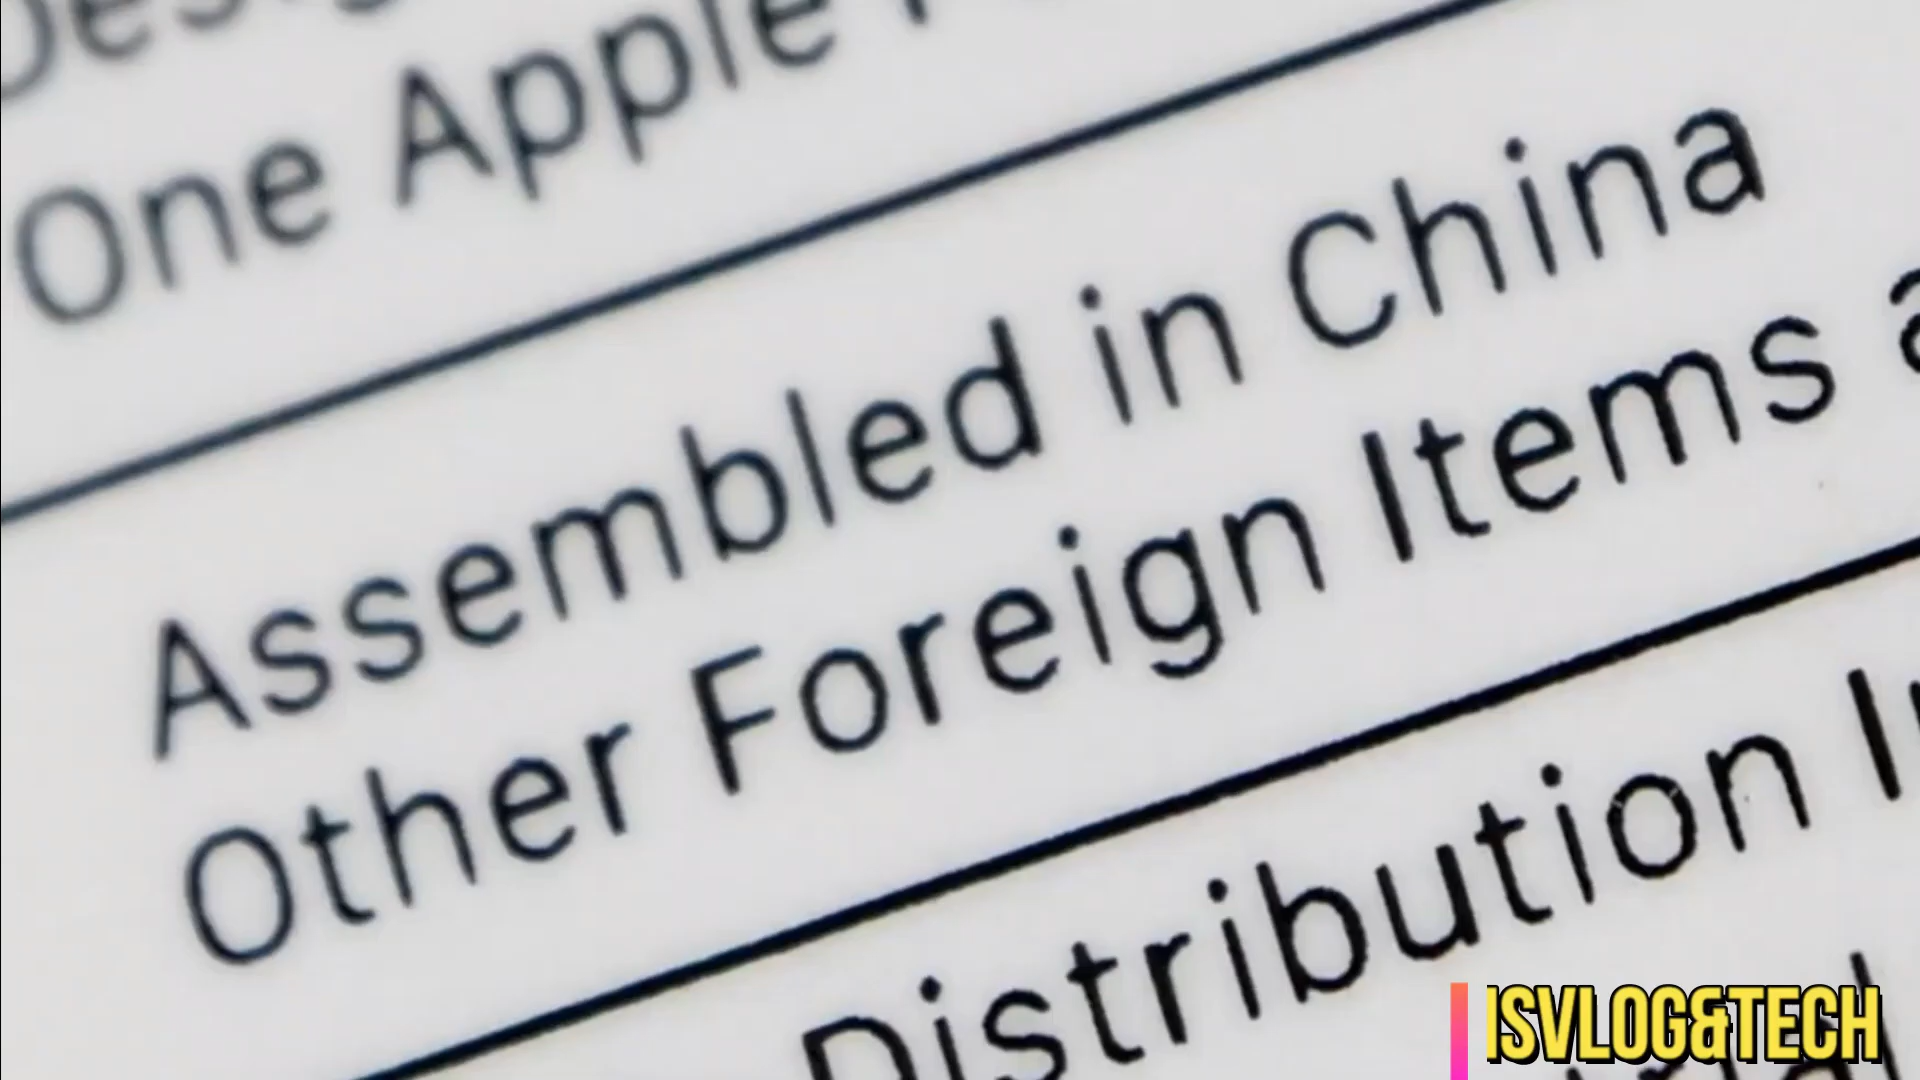 One Apple
Assembled in China
Other Foreign Items
Distribution
ISVLOG&TECH